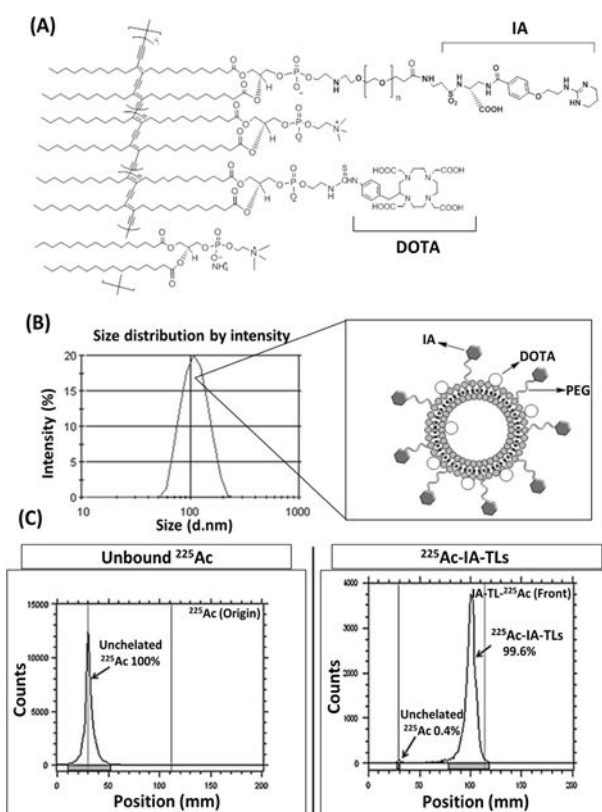 (A)
IA
DOTA
(B)
Size distribution by intensity
Intensity (%)
20
15
10
5
0
10
100
1000
Size (d.nm)
IA
DOTA
PEG
(C)
Unbound ²²⁵Ac
²²⁵Ac-IA-TLs
15000
10000
5000
0
Counts
²²⁵Ac (Origin)
Unchelated
²²⁵Ac 100%
0
50
100
150
200
Position (mm)
4000
3000
2000
1000
0
Counts
IA-TL-²²⁵Ac (Front)
²²⁵Ac-IA-TLs
99.6%
Unchelated
²²⁵Ac 0.4%
0
50
100
150
200
Position (mm)